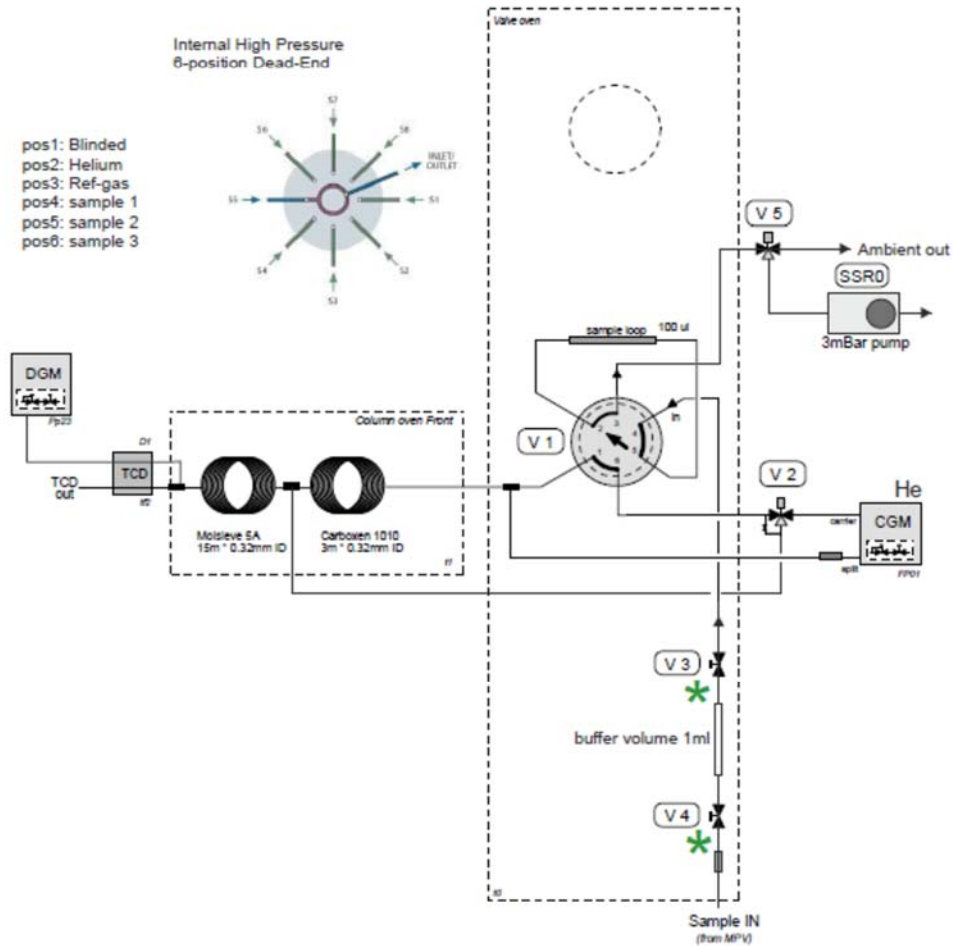 Valve oven
Internal High Pressure
6-position Dead-End
S7
S6
S8
INLET/
OUTLET
S5
S1
S4
S2
S3
pos1: Blinded
pos2: Helium
pos3: Ref-gas
pos4: sample 1
pos5: sample 2
pos6: sample 3
V 5
Ambient out
SSR0
3mBar pump
sample loop
100 ul
DGM
Pp23
Column oven Front
V 1
in
D1
TCD
TCD
out
Molsieve 5A
15m * 0.32mm ID
Carboxen 1010
3m * 0.32mm ID
V 2
He
carrier
CGM
split
FP01
V 3
*
buffer volume 1ml
V 4
*
Sample IN
(from MPV)